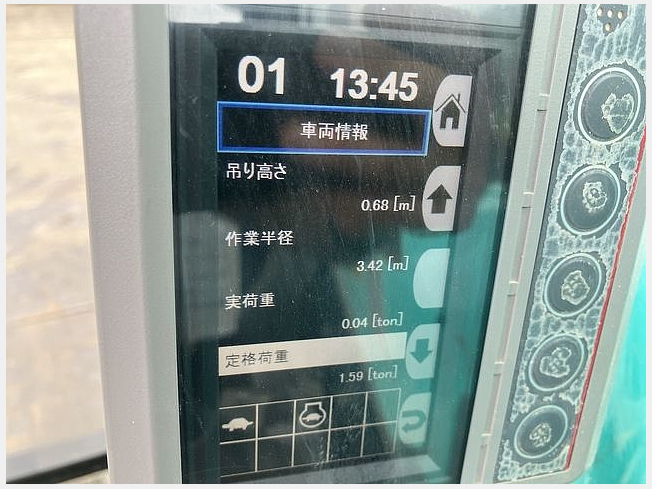 01 13:45
車両情報
吊り高さ
0.68 [m]
作業半径
3.42 [m]
実荷重
0.04 [ton]
定格荷重
1.59 [ton]